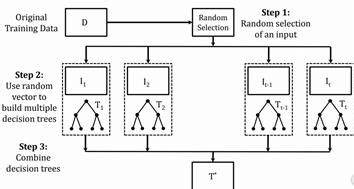 Original
Training Data
D
Random
Selection
Step 1:
Random selection
of an input
Step 2:
Use random
vector to
build multiple
decision trees
I1
T1
I2
T2
It-1
Tt-1
It
Tt
Step 3:
Combine
decision trees
T*